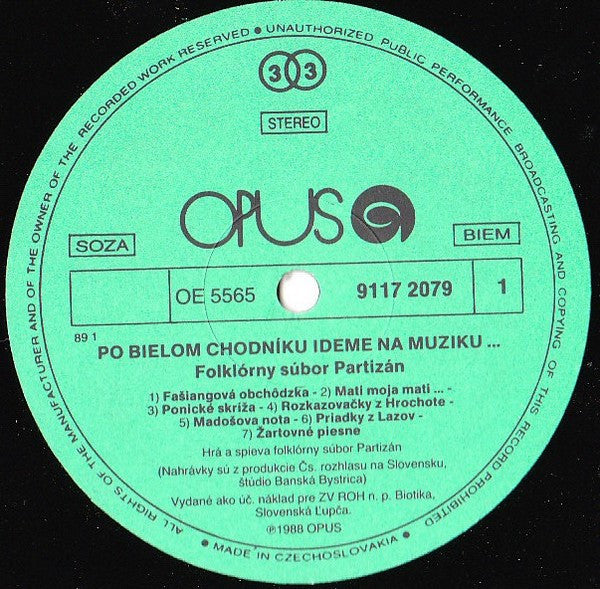 ALL RIGHTS OF THE MANUFACTURER AND OF THE OWNER OF THE RECORDED WORK RESERVED • UNAUTHORIZED PUBLIC PERFORMANCE BROADCASTING AND COPYING OF THIS RECORD PROHIBITED
33
STEREO
OPUS
SOZA
BIEM
OE 5565
9117 2079
1
89 1
PO BIELOM CHODNÍKU IDEME NA MUZIKU ...
Folklórny súbor Partizán
1) Fašiangová obchôdzka - 2) Mati moja mati ... -
3) Ponické skríža - 4) Rozkazovačky z Hrochote -
5) Madošova nota - 6) Priadky z Lazov -
7) Žartovné piesne
Hrá a spieva folklórny súbor Partizán
(Nahrávky sú z produkcie Čs. rozhlasu na Slovensku,
štúdio Banská Bystrica)
Vydané ako úč. náklad pre ZV ROH n. p. Biotika,
Slovenská Ľupča.
℗1988 OPUS
• MADE IN CZECHOSLOVAKIA •